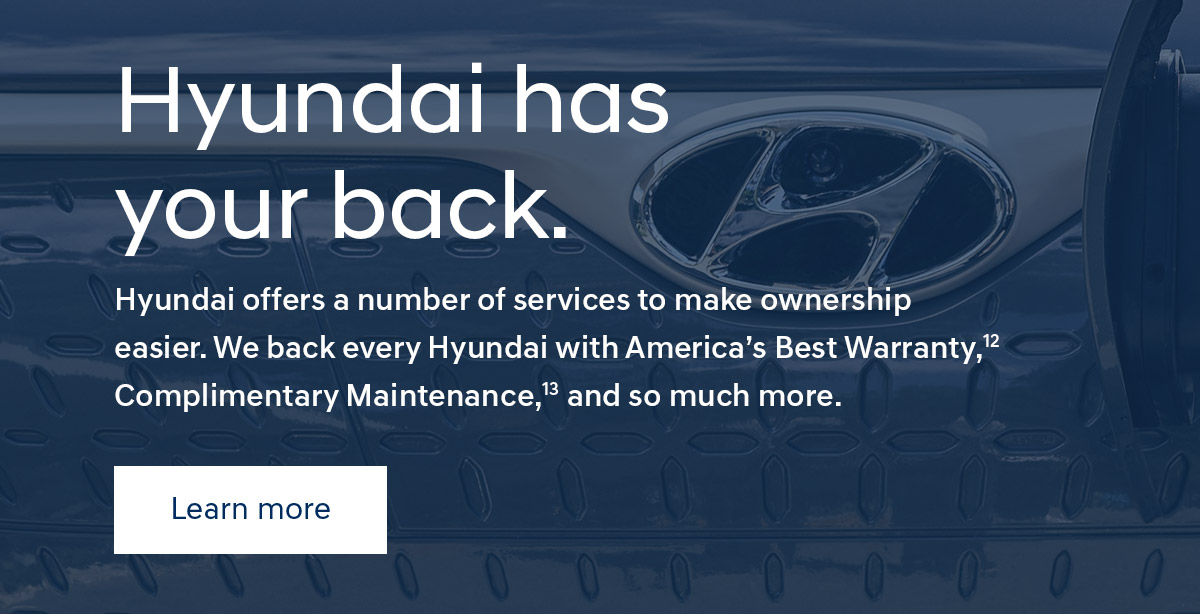 Hyundai has
your back.
Hyundai offers a number of services to make ownership
easier. We back every Hyundai with America’s Best Warranty,¹²
Complimentary Maintenance,¹³ and so much more.
Learn more